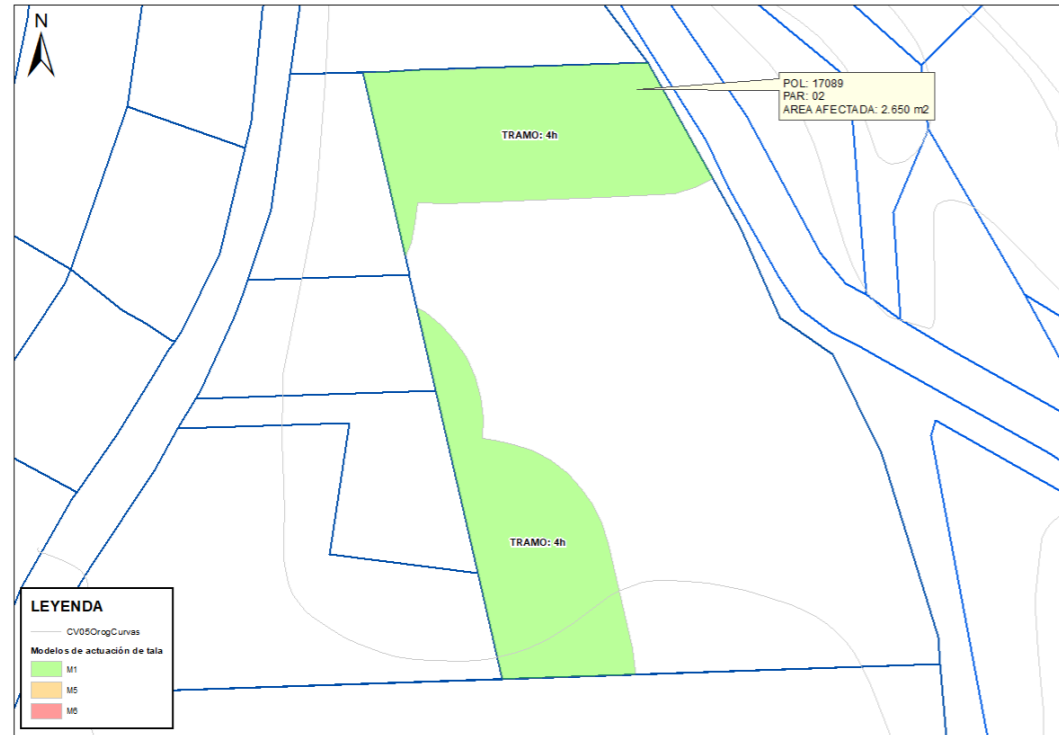 N
POL: 17089
PAR: 02
AREA AFECTADA: 2.650 m2
TRAMO: 4h
TRAMO: 4h
LEYENDA
CV05OrogCurvas
Modelos de actuación de tala
M1
M5
M6